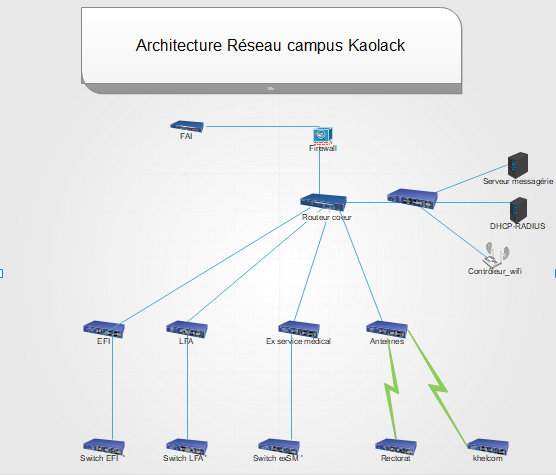 Architecture Réseau campus Kaolack
FAI
Firewall
Serveur messagérie
Routeur coeur
DHCP-RADIUS
Controleur_wifi
EFI
LFA
Ex service médical
Antennes
Switch EFI '
Switch LFA '
Switch exSM '
Rectorat
khelcom